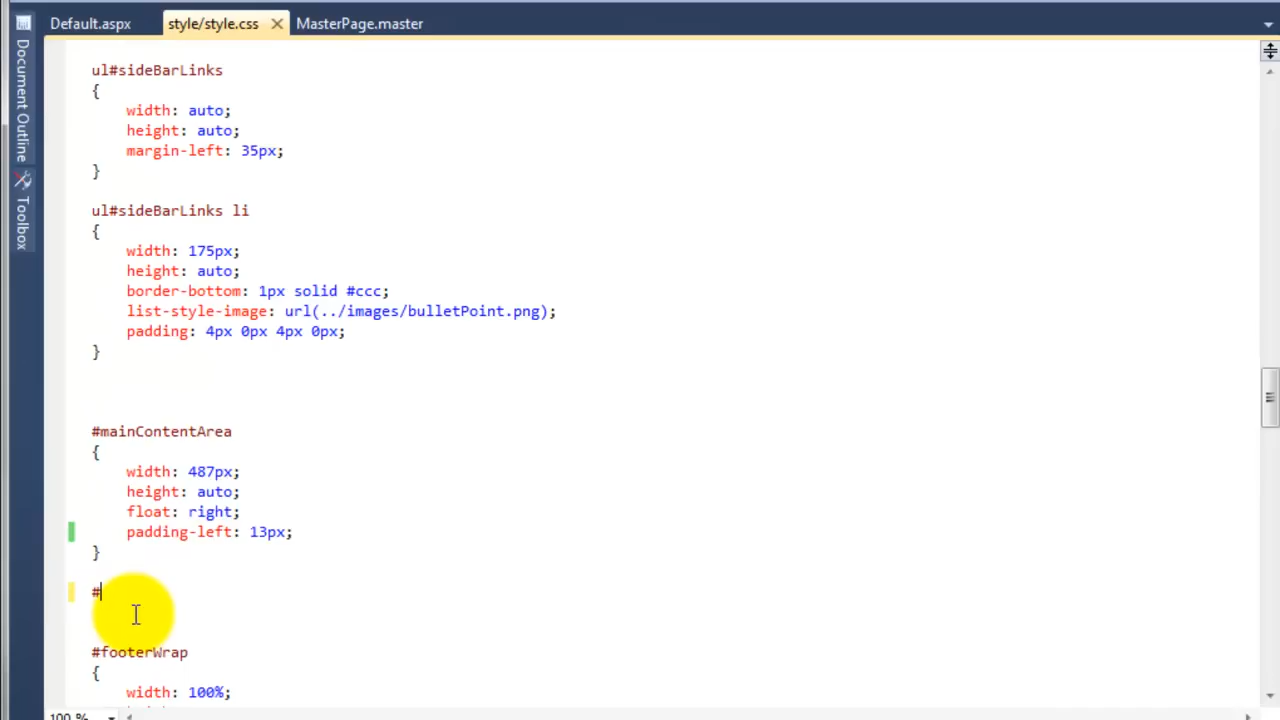 Default.aspx style/style.css MasterPage.master
Document Outline
Toolbox
ul#sideBarLinks
{
width: auto;
height: auto;
margin-left: 35px;
}
ul#sideBarLinks li
{
width: 175px;
height: auto;
border-bottom: 1px solid #ccc;
list-style-image: url(../images/bulletPoint.png);
padding: 4px 0px 4px 0px;
}
#mainContentArea
{
width: 487px;
height: auto;
float: right;
padding-left: 13px;
}
#
#footerWrap
{
width: 100%;
100 %